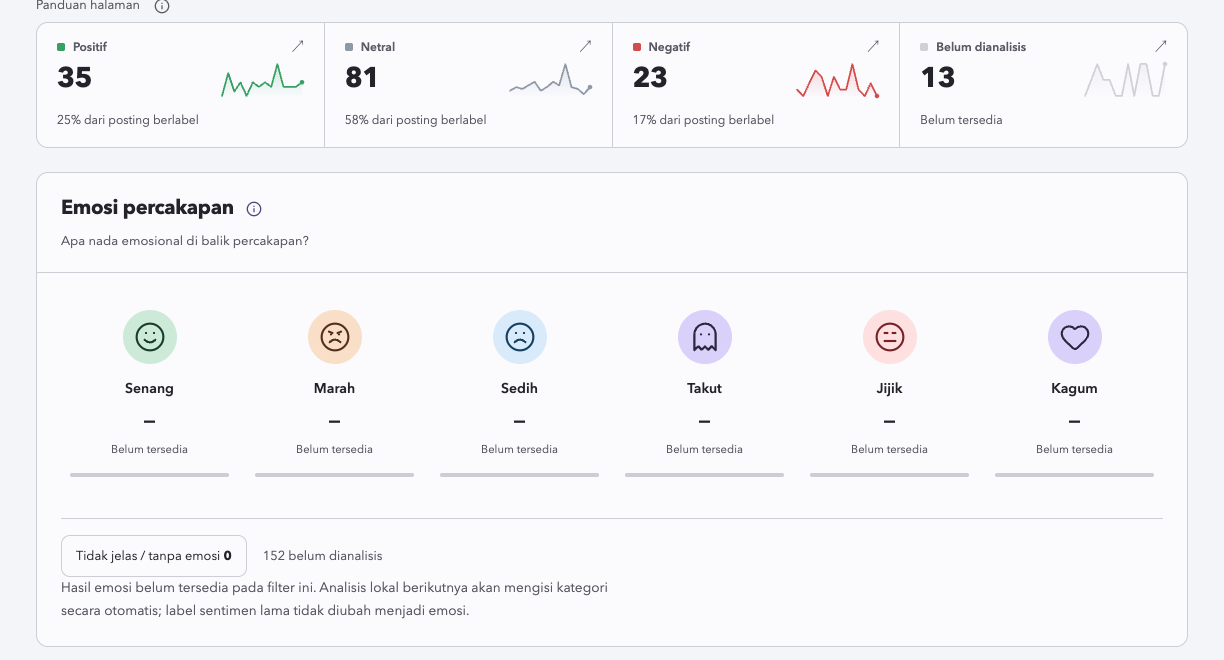 Panduan halaman
Positif
35
25% dari posting berlabel
Netral
81
58% dari posting berlabel
Negatif
23
17% dari posting berlabel
Belum dianalisis
13
Belum tersedia
Emosi percakapan
Apa nada emosional di balik percakapan?
Senang
–
Belum tersedia
Marah
–
Belum tersedia
Sedih
–
Belum tersedia
Takut
–
Belum tersedia
Jijik
–
Belum tersedia
Kagum
–
Belum tersedia
Tidak jelas / tanpa emosi 0
152 belum dianalisis
Hasil emosi belum tersedia pada filter ini. Analisis lokal berikutnya akan mengisi kategori
secara otomatis; label sentimen lama tidak diubah menjadi emosi.